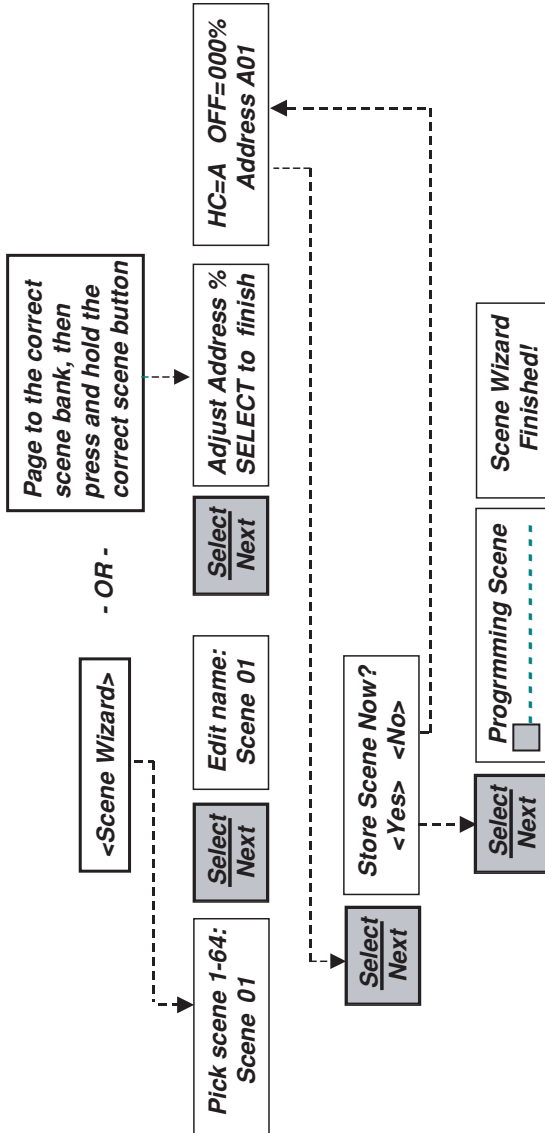 <Scene Wizard>
- OR -
Page to the correct
scene bank, then
press and hold the
correct scene button
Pick scene 1-64:
Scene 01
Select
Next
Edit name:
Scene 01
Select
Next
Adjust Address %
SELECT to finish
HC=A OFF=000%
Address A01
Select
Next
Store Scene Now?
<Yes> <No>
Select
Next
Progrmming Scene
Scene Wizard
Finished!